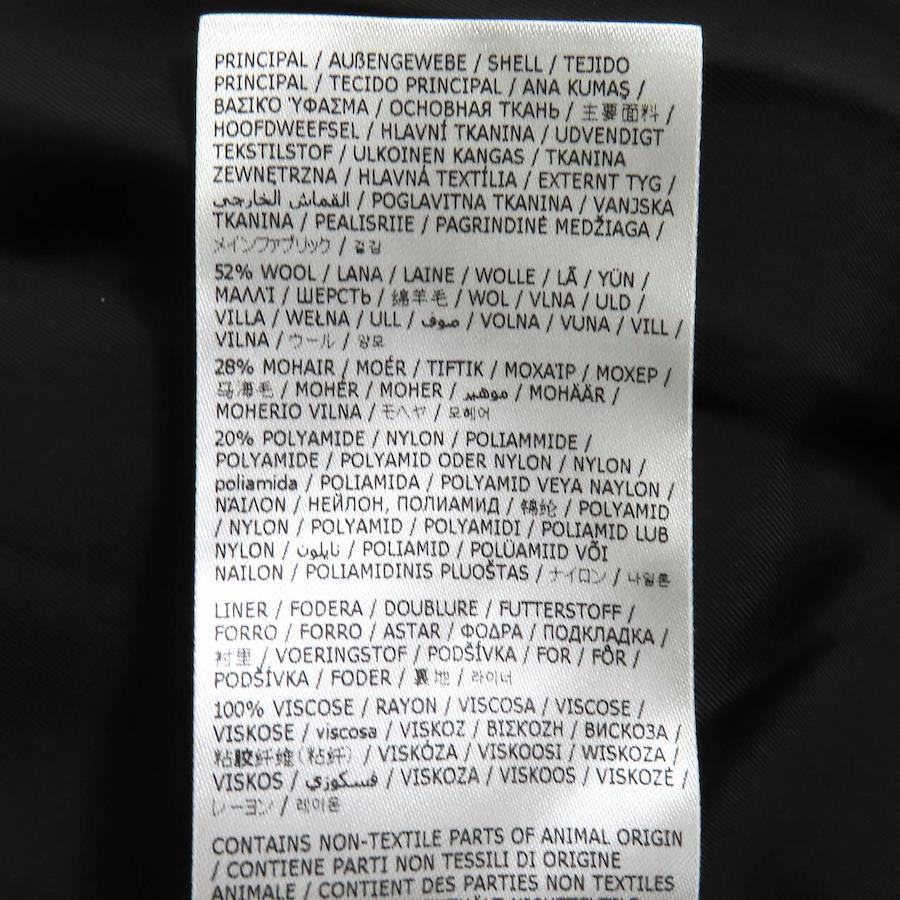 PRINCIPAL / AUßENGEWEBE / SHELL / TEJIDO
PRINCIPAL / TECIDO PRINCIPAL / ANA KUMAŞ /
ΒΑΣΙΚΌ ΎΦΑΣΜΑ / ОСНОВНАЯ ТКАНЬ / 主要面料 /
HOOFDWEEFSEL / HLAVNÍ TKANINA / UDVENDIGT
TEKSTILSTOF / ULKOINEN KANGAS / TKANINA
ZEWNĘTRZNA / HLAVNÁ TEXTÍLIA / EXTERNT TYG /
القماش الخارجي / POGLAVITNA TKANINA / VANJSKA
TKANINA / PEALISRIIE / PAGRINDINĖ MEDŽIAGA /
メインファブリック / 겉감
52% WOOL / LANA / LAINE / WOLLE / LÃ / YÜN /
ΜΑΛΛΊ / ШЕРСТЬ / 绵羊毛 / WOL / VLNA / ULD /
VILLA / WEŁNA / ULL / صوف / VOLNA / VUNA / VILL /
VILNA / ウール / 양모
28% MOHAIR / MOÉR / TIFTIK / ΜΟΧΑΪΡ / МОХЕР /
马海毛 / MOHÉR / MOHER / موهير / MOHÄÄR /
MOHERIO VILNA / モヘヤ / 모헤어
20% POLYAMIDE / NYLON / POLIAMMIDE /
POLYAMIDE / POLYAMID ODER NYLON / NYLON /
poliamida / POLIAMIDA / POLYAMID VEYA NAYLON /
ΝΆΙΛΟΝ / НЕЙЛОН, ПОЛИАМИД / 锦纶 / POLYAMID
/ NYLON / POLYAMID / POLYAMIDI / POLIAMID LUB
NYLON / نايلون / POLIAMID / POLÜAMIID VÕI
NAILON / POLIAMIDINIS PLUOŠTAS / ナイロン / 나일론
LINER / FODERA / DOUBLURE / FUTTERSTOFF /
FORRO / FORRO / ASTAR / ΦΟΔΡΑ / ПОДКЛАДКА /
衬里 / VOERINGSTOF / PODŠÍVKA / FOR / FÔR /
PODŠÍVKA / FODER / 裏地 / 라이너
100% VISCOSE / RAYON / VISCOSA / VISCOSE /
VISKOSE / viscosa / VISKOZ / ΒΙΣΚΟΖΗ / ВИСКОЗА /
粘胶纤维(粘纤) / VISKÓZA / VISKOOSI / WISKOZA /
VISKOS / فسكوزي / VISKOZA / VISKOOS / VISKOZĖ /
レーヨン / 레이온
CONTAINS NON-TEXTILE PARTS OF ANIMAL ORIGIN
/ CONTIENE PARTI NON TESSILI DI ORIGINE
ANIMALE / CONTIENT DES PARTIES NON TEXTILES